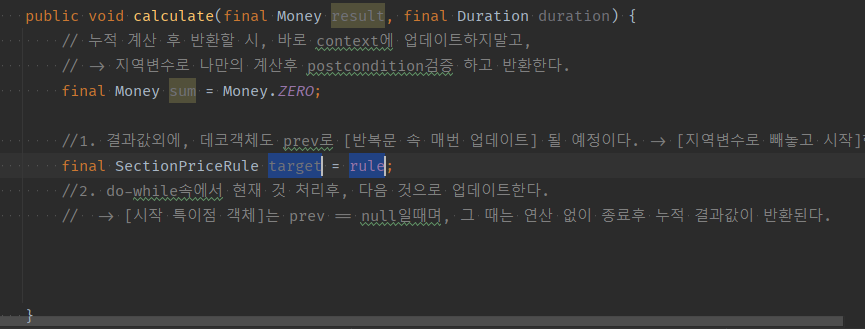 public void calculate(final Money result, final Duration duration) {
// 누적 계산 후 반환할 시, 바로 context에 업데이트하지말고,
// -> 지역변수로 나만의 계산후 postcondition검증 하고 반환한다.
final Money sum = Money.ZERO;
//1. 결과값외에, 데코객체도 prev로 [반복문 속 매번 업데이트] 될 예정이다. -> [지역변수로 빼놓고 시작]
final SectionPriceRule target = rule;
//2. do-while속에서 현재 것 처리후, 다음 것으로 업데이트한다.
// -> [시작 특이점 객체]는 prev == null일때며, 그 때는 연산 없이 종료후 누적 결과값이 반환된다.
}